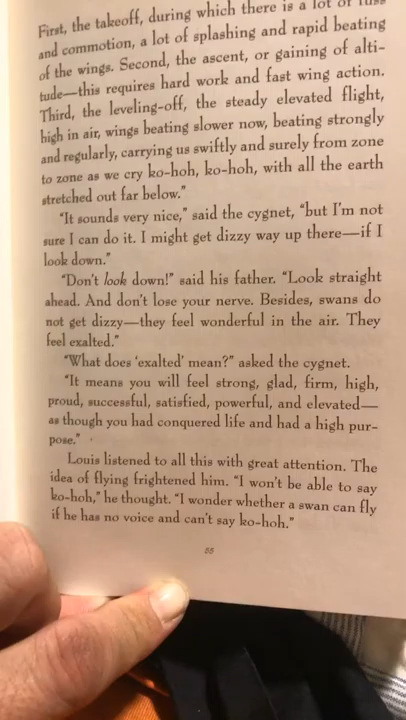 First, the takeoff, during which there is a lot of fuss
and commotion, a lot of splashing and rapid beating
of the wings. Second, the ascent, or gaining of alti-
tude—this requires hard work and fast wing action.
Third, the leveling-off, the steady elevated flight,
high in air, wings beating slower now, beating strongly
and regularly, carrying us swiftly and surely from zone
to zone as we cry ko-hoh, ko-hoh, with all the earth
stretched out far below."
"It sounds very nice," said the cygnet, "but I'm not
sure I can do it. I might get dizzy way up there—if I
look down."
"Don't look down!" said his father. "Look straight
ahead. And don't lose your nerve. Besides, swans do
not get dizzy—they feel wonderful in the air. They
feel exalted."
"What does 'exalted' mean?" asked the cygnet.
"It means you will feel strong, glad, firm, high,
proud, successful, satisfied, powerful, and elevated—
as though you had conquered life and had a high pur-
pose."
Louis listened to all this with great attention. The
idea of flying frightened him. "I won't be able to say
ko-hoh," he thought. "I wonder whether a swan can fly
if he has no voice and can't say ko-hoh."
55